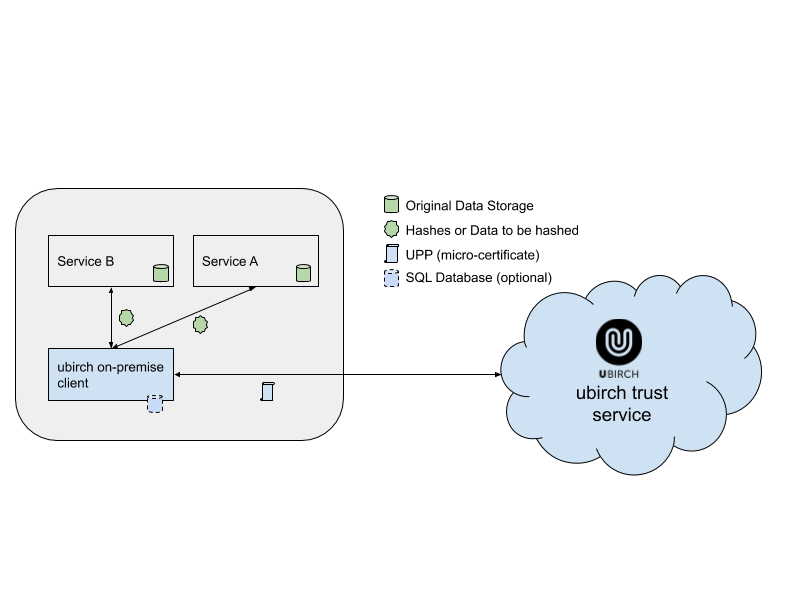 Original Data Storage
Hashes or Data to be hashed
UPP (micro-certificate)
SQL Database (optional)
Service B
Service A
ubirch on-premise
client
UBIRCH
ubirch trust
service